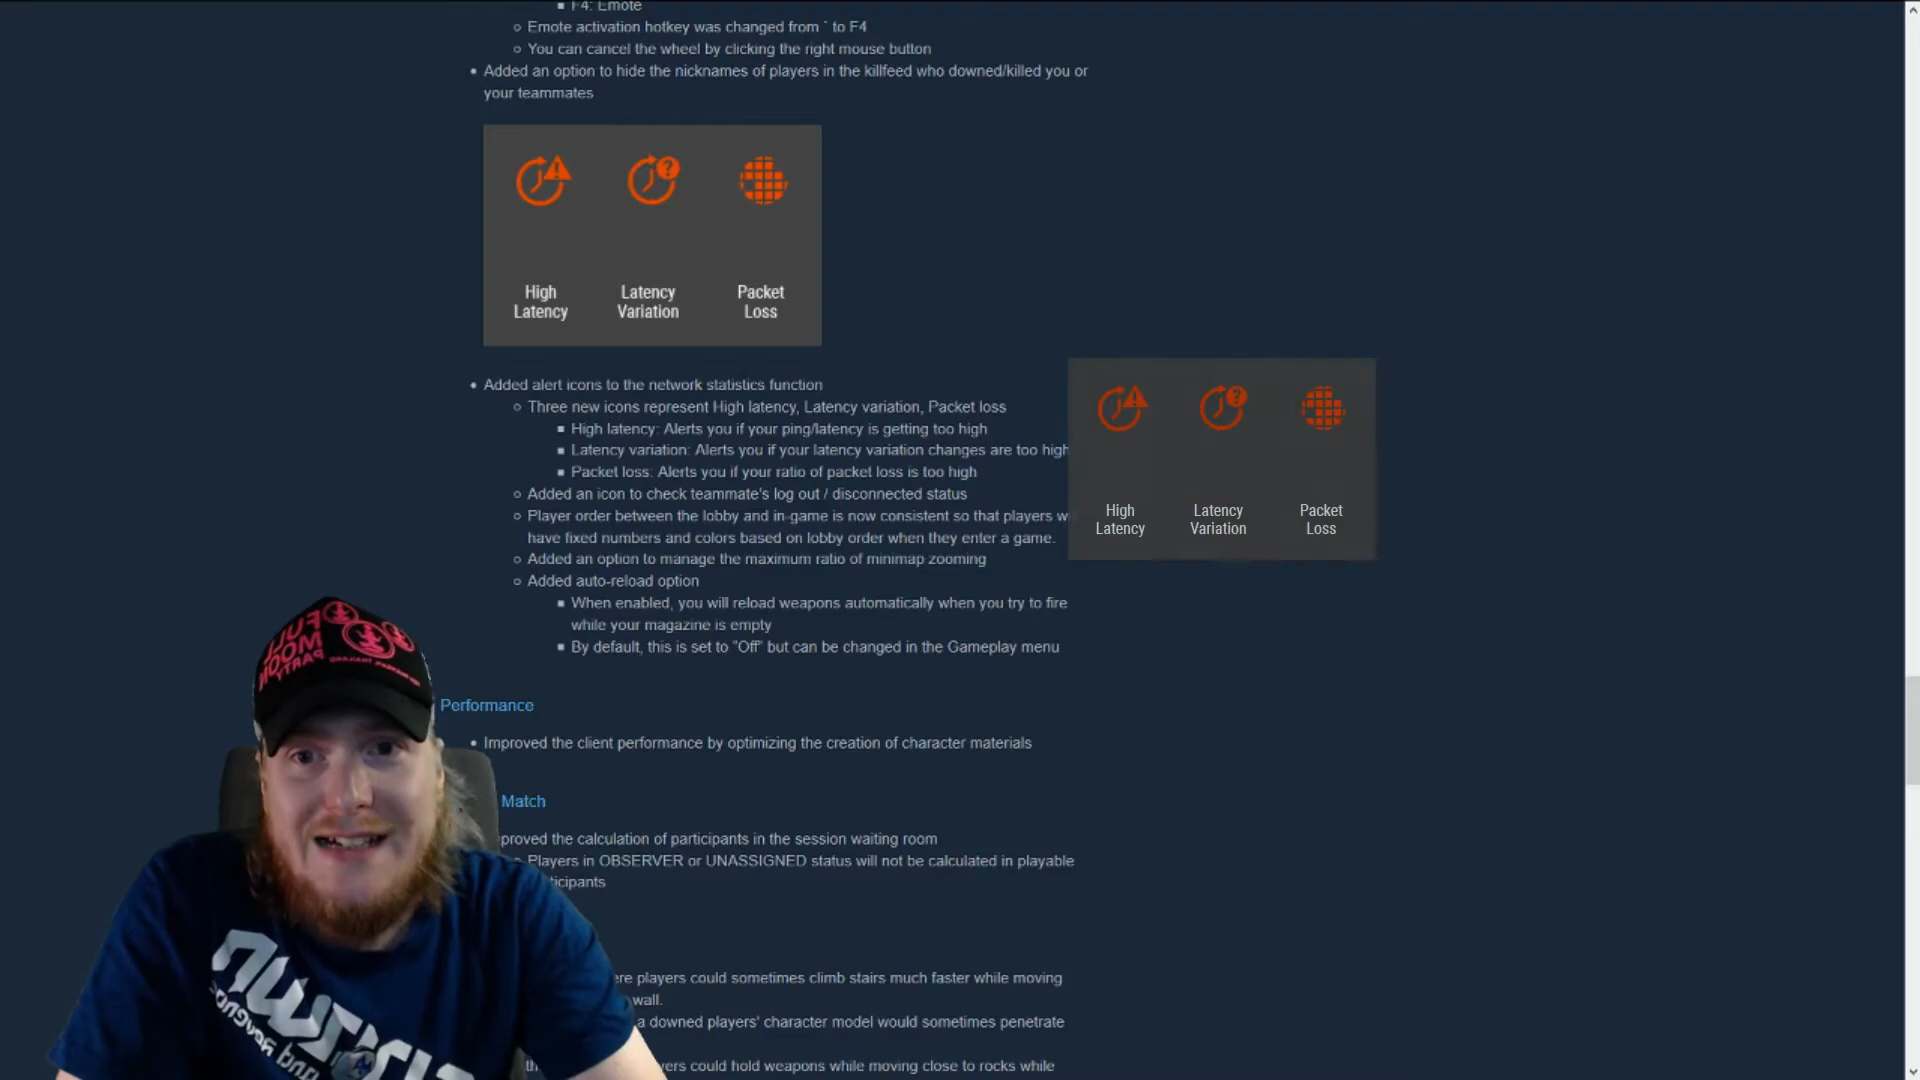 F4: Emote
Emote activation hotkey was changed from ` to F4
You can cancel the wheel by clicking the right mouse button
Added an option to hide the nicknames of players in the killfeed who downed/killed you or
your teammates
High Latency
Latency Variation
Packet Loss
Added alert icons to the network statistics function
Three new icons represent High latency, Latency variation, Packet loss
High latency: Alerts you if your ping/latency is getting too high
Latency variation: Alerts you if your latency variation changes are too high
Packet loss: Alerts you if your ratio of packet loss is too high
Added an icon to check teammate's log out / disconnected status
Player order between the lobby and in-game is now consistent so that players w
have fixed numbers and colors based on lobby order when they enter a game.
Added an option to manage the maximum ratio of minimap zooming
Added auto-reload option
When enabled, you will reload weapons automatically when you try to fire
while your magazine is empty
By default, this is set to "Off" but can be changed in the Gameplay menu
High Latency
Latency Variation
Packet Loss
Performance
Improved the client performance by optimizing the creation of character materials
Match
proved the calculation of participants in the session waiting room
Players in OBSERVER or UNASSIGNED status will not be calculated in playable
ticipants
ere players could sometimes climb stairs much faster while moving
wall.
a downed players' character model would sometimes penetrate
th
yers could hold weapons while moving close to rocks while
FULL
MOON
PARTY